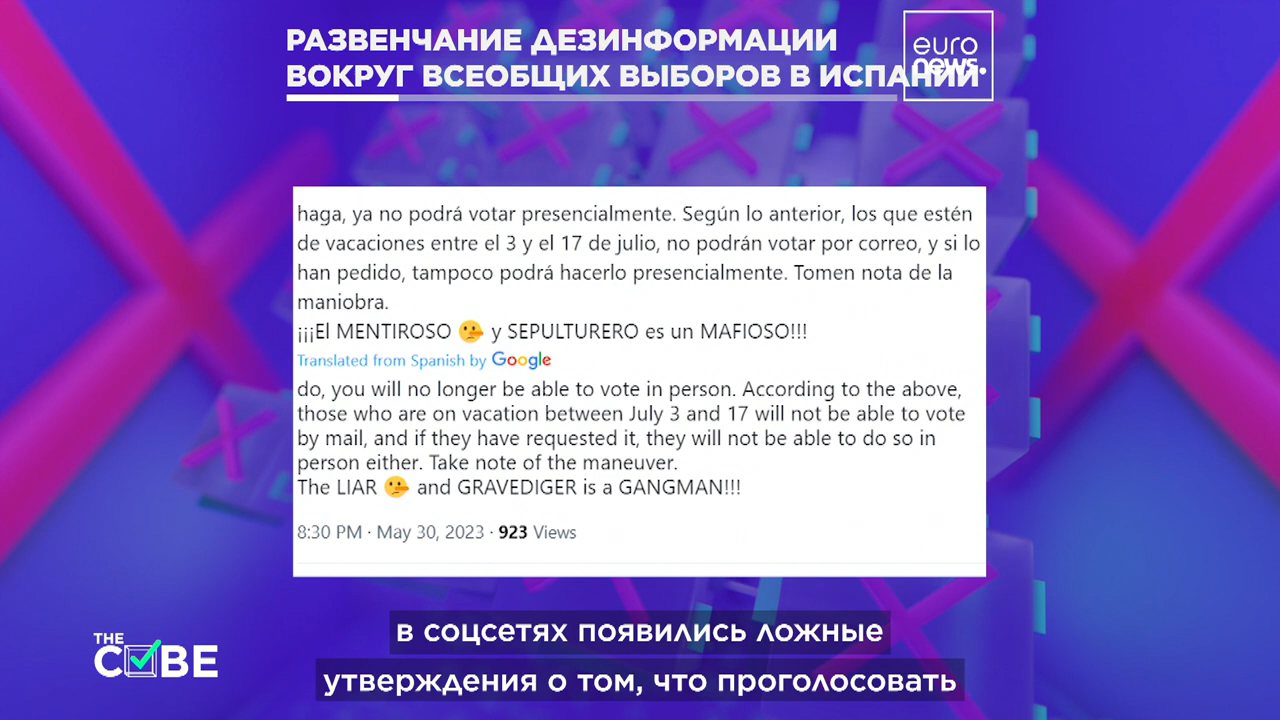 РАЗВЕНЧАНИЕ ДЕЗИНФОРМАЦИИ
ВОКРУГ ВСЕОБЩИХ ВЫБОРОВ В ИСПАНИИ
euro
news.
haga, ya no podrá votar presencialmente. Según lo anterior, los que estén
de vacaciones entre el 3 y el 17 de julio, no podrán votar por correo, y si lo
han pedido, tampoco podrá hacerlo presencialmente. Tomen nota de la
maniobra.
¡¡¡El MENTIROSO 🤥 y SEPULTURERO es un MAFIOSO!!!
Translated from Spanish by Google
do, you will no longer be able to vote in person. According to the above,
those who are on vacation between July 3 and 17 will not be able to vote
by mail, and if they have requested it, they will not be able to do so in
person either. Take note of the maneuver.
The LIAR 🤥 and GRAVEDIGER is a GANGMAN!!!
8:30 PM · May 30, 2023 · 923 Views
THE
CUBE
в соцсетях появились ложные
утверждения о том, что проголосовать